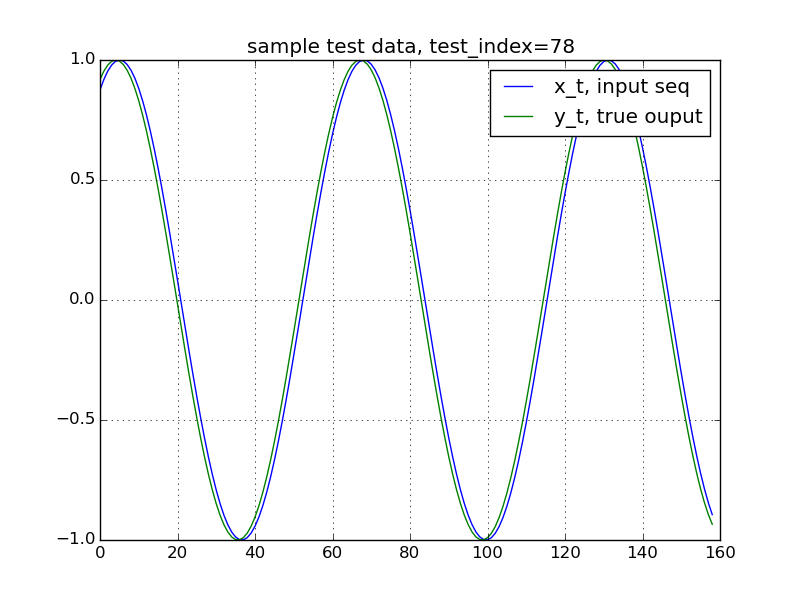 sample test data, test_index=78
x_t, input seq
y_t, true ouput
1.0
0.5
0.0
−0.5
−1.0
0 20 40 60 80 100 120 140 160